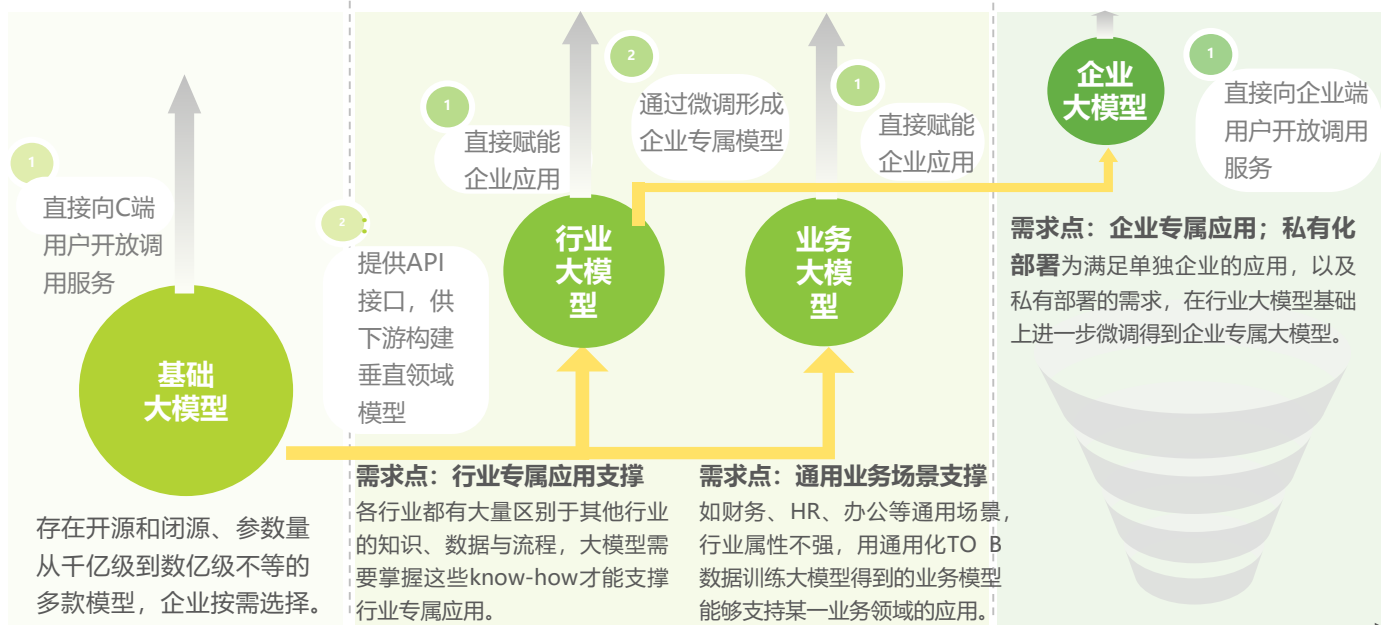 1
直接向C端
用户开放调
用服务
基础
大模型
存在开源和闭源、参数量
从千亿级到数亿级不等的
多款模型，企业按需选择。
2
提供API
接口，供
下游构建
垂直领域
模型
1
直接赋能
企业应用
行业
大模
型
2
通过微调形成
企业专属模型
需求点：行业专属应用支撑
各行业都有大量区别于其他行业
的知识、数据与流程，大模型需
要掌握这些know-how才能支撑
行业专属应用。
1
直接赋能
企业应用
业务
大模
型
需求点：通用业务场景支撑
如财务、HR、办公等通用场景，
行业属性不强，用通用化TO B
数据训练大模型得到的业务模型
能够支持某一业务领域的应用。
企业
大模型
1
直接向企业端
用户开放调用
服务
需求点：企业专属应用；私有化
部署为满足单独企业的应用，以及
私有部署的需求，在行业大模型基础
上进一步微调得到企业专属大模型。